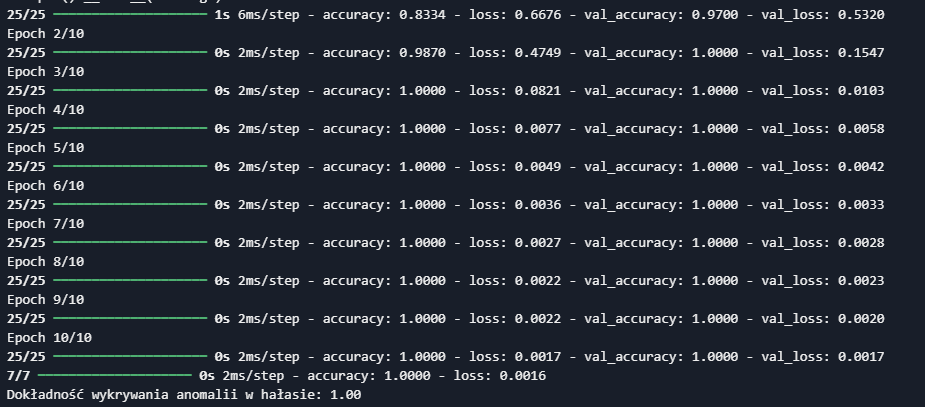 25/25 ━━━━━━━━━━━━━━━━━━━━ 1s 6ms/step - accuracy: 0.8334 - loss: 0.6676 - val_accuracy: 0.9700 - val_loss: 0.5320
Epoch 2/10
25/25 ━━━━━━━━━━━━━━━━━━━━ 0s 2ms/step - accuracy: 0.9870 - loss: 0.4749 - val_accuracy: 1.0000 - val_loss: 0.1547
Epoch 3/10
25/25 ━━━━━━━━━━━━━━━━━━━━ 0s 2ms/step - accuracy: 1.0000 - loss: 0.0821 - val_accuracy: 1.0000 - val_loss: 0.0103
Epoch 4/10
25/25 ━━━━━━━━━━━━━━━━━━━━ 0s 2ms/step - accuracy: 1.0000 - loss: 0.0077 - val_accuracy: 1.0000 - val_loss: 0.0058
Epoch 5/10
25/25 ━━━━━━━━━━━━━━━━━━━━ 0s 2ms/step - accuracy: 1.0000 - loss: 0.0049 - val_accuracy: 1.0000 - val_loss: 0.0042
Epoch 6/10
25/25 ━━━━━━━━━━━━━━━━━━━━ 0s 2ms/step - accuracy: 1.0000 - loss: 0.0036 - val_accuracy: 1.0000 - val_loss: 0.0033
Epoch 7/10
25/25 ━━━━━━━━━━━━━━━━━━━━ 0s 2ms/step - accuracy: 1.0000 - loss: 0.0027 - val_accuracy: 1.0000 - val_loss: 0.0028
Epoch 8/10
25/25 ━━━━━━━━━━━━━━━━━━━━ 0s 2ms/step - accuracy: 1.0000 - loss: 0.0022 - val_accuracy: 1.0000 - val_loss: 0.0023
Epoch 9/10
25/25 ━━━━━━━━━━━━━━━━━━━━ 0s 2ms/step - accuracy: 1.0000 - loss: 0.0022 - val_accuracy: 1.0000 - val_loss: 0.0020
Epoch 10/10
25/25 ━━━━━━━━━━━━━━━━━━━━ 0s 2ms/step - accuracy: 1.0000 - loss: 0.0017 - val_accuracy: 1.0000 - val_loss: 0.0017
7/7 ━━━━━━━━━━━━━━━━━━━━ 0s 2ms/step - accuracy: 1.0000 - loss: 0.0016
Dokładność wykrywania anomalii w hałasie: 1.00